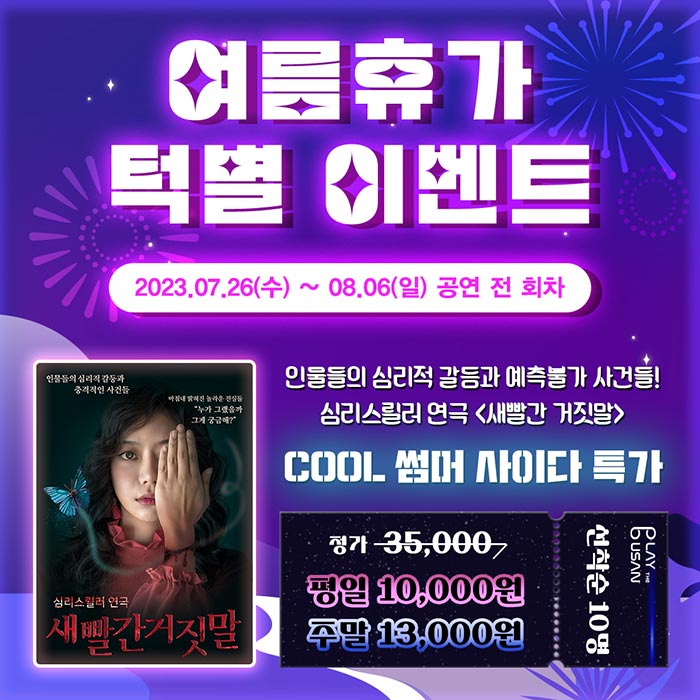 여름휴가
턱별 이벤트
2023.07.26(수) ~ 08.06(일) 공연 전 회차
인물들의 심리적 갈등과
충격적인 사건들
마침내 밝혀진 놀라운 진실들
“누가 그랬을까
그게 궁금해?”
심리스릴러 연극
새빨간거짓말
인물들의 심리적 갈등과 예측불가 사건들!
심리스릴러 연극 <새빨간 거짓말>
COOL 썸머 사이다 특가
정가 35,000
평일 10,000원
주말 13,000원
선착순 10명
PLAY THE BUSAN